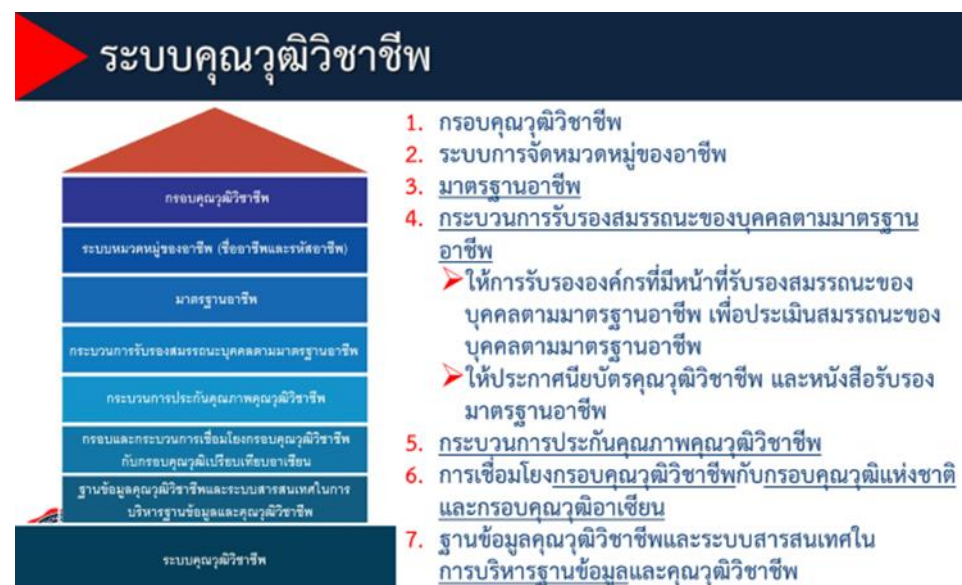 ระบบคุณวุฒิวิชาชีพ
กรอบคุณวุฒิวิชาชีพ
ระบบหมวดหมู่ของอาชีพ (ชื่ออาชีพและรหัสอาชีพ)
มาตรฐานอาชีพ
กระบวนการรับรองสมรรถนะบุคคลตามมาตรฐานอาชีพ
กระบวนการประกันคุณภาพคุณวุฒิวิชาชีพ
กรอบและกระบวนการเชื่อมโยงกรอบคุณวุฒิวิชาชีพ
กับกรอบคุณวุฒิเปรียบเทียบอาเซียน
ฐานข้อมูลคุณวุฒิวิชาชีพและระบบสารสนเทศในการ
บริหารฐานข้อมูลและคุณวุฒิวิชาชีพ
ระบบคุณวุฒิวิชาชีพ
1. กรอบคุณวุฒิวิชาชีพ
2. ระบบการจัดหมวดหมู่ของอาชีพ
3. มาตรฐานอาชีพ
4. กระบวนการรับรองสมรรถนะของบุคคลตามมาตรฐาน
อาชีพ
➢ให้การรับรององค์กรที่มีหน้าที่รับรองสมรรถนะของ
บุคคลตามมาตรฐานอาชีพ เพื่อประเมินสมรรถนะของ
บุคคลตามมาตรฐานอาชีพ
➢ให้ประกาศนียบัตรคุณวุฒิวิชาชีพ และหนังสือรับรอง
มาตรฐานอาชีพ
5. กระบวนการประกันคุณภาพคุณวุฒิวิชาชีพ
6. การเชื่อมโยงกรอบคุณวุฒิวิชาชีพกับกรอบคุณวุฒิแห่งชาติ
และกรอบคุณวุฒิอาเซียน
7. ฐานข้อมูลคุณวุฒิวิชาชีพและระบบสารสนเทศใน
การบริหารฐานข้อมูลและคุณวุฒิวิชาชีพ